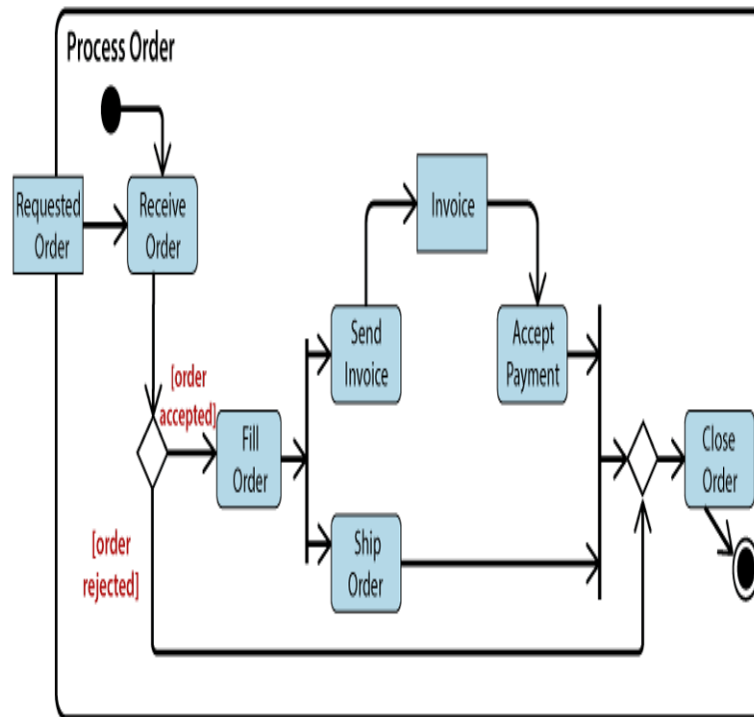 Process Order
Requested
Order
Receive
Order
Invoice
Send
Invoice
Accept
Payment
[order
accepted]
Fill
Order
Close
Order
Ship
Order
[order
rejected]